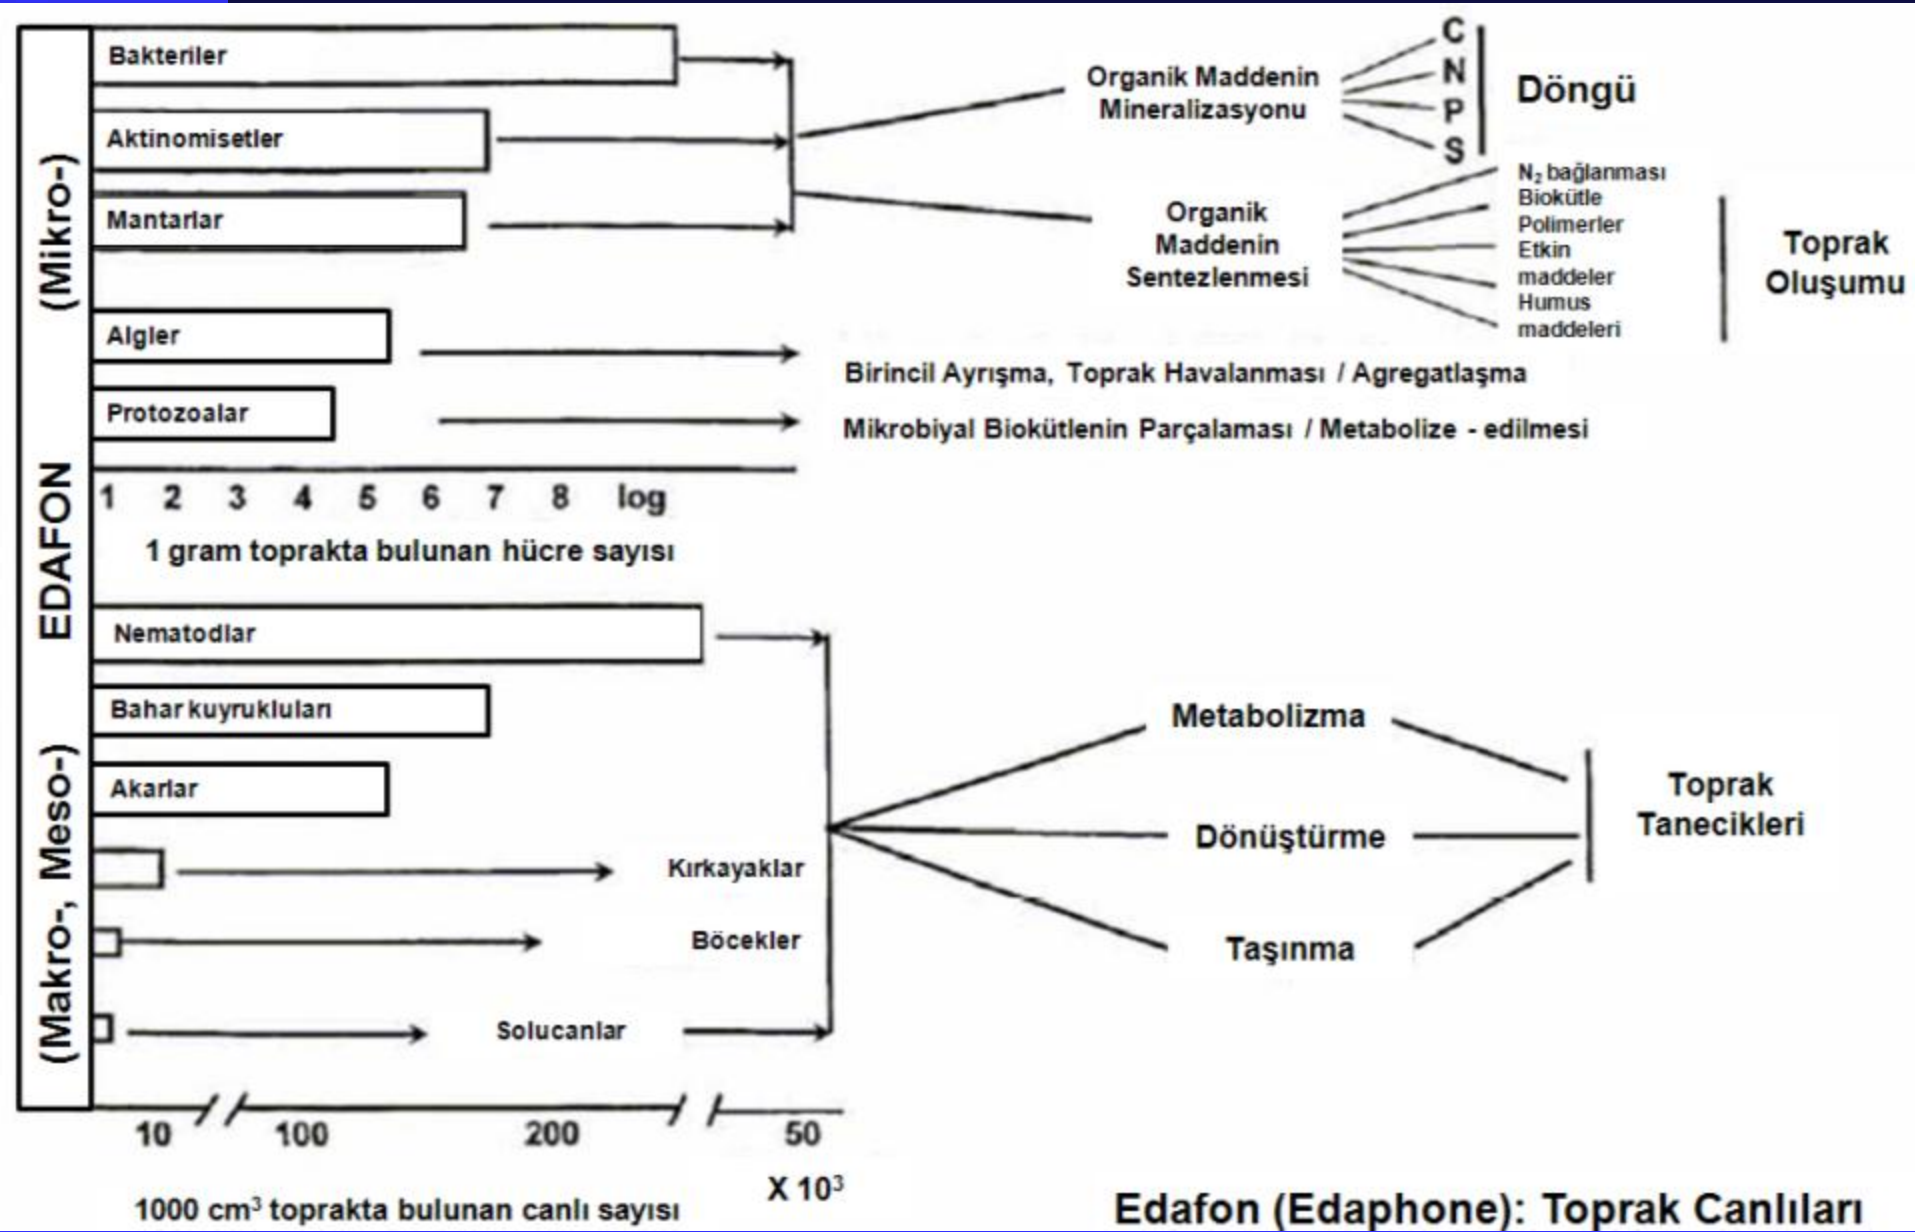 EDAFON
(Mikro-)
(Makro-, Meso-)
Bakteriler
Aktinomisetler
Mantarlar
Algler
Protozoalar
Organik Maddenin
Mineralizasyonu
C
N
P
S
Döngü
Organik
Maddenin
Sentezlenmesi
N₂ bağlanması
Biokütle
Polimerler
Etkin
maddeler
Humus
maddeleri
Toprak
Oluşumu
Birincil Ayrışma, Toprak Havalanması / Agregatlaşma
Mikrobiyal Biokütlenin Parçalaması / Metabolize - edilmesi
1 2 3 4 5 6 7 8 log
1 gram toprakta bulunan hücre sayısı
Nematodlar
Bahar kuyrukluları
Akarlar
Kırkayaklar
Böcekler
Solucanlar
Metabolizma
Dönüştürme
Taşınma
Toprak
Tanecikleri
10 100 200 50
X 10³
1000 cm³ toprakta bulunan canlı sayısı
Edafon (Edaphone): Toprak Canlıları